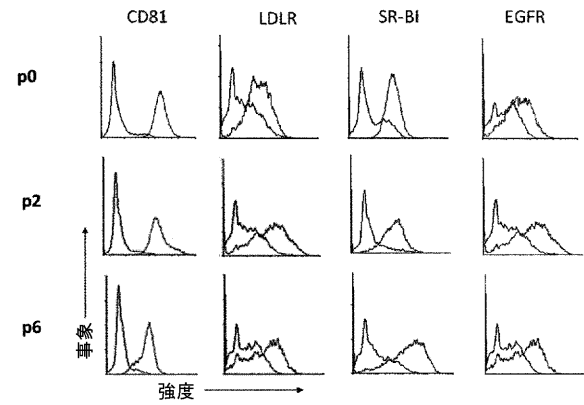 CD81 LDLR SR-BI EGFR
p0
p2
p6
事象
強度